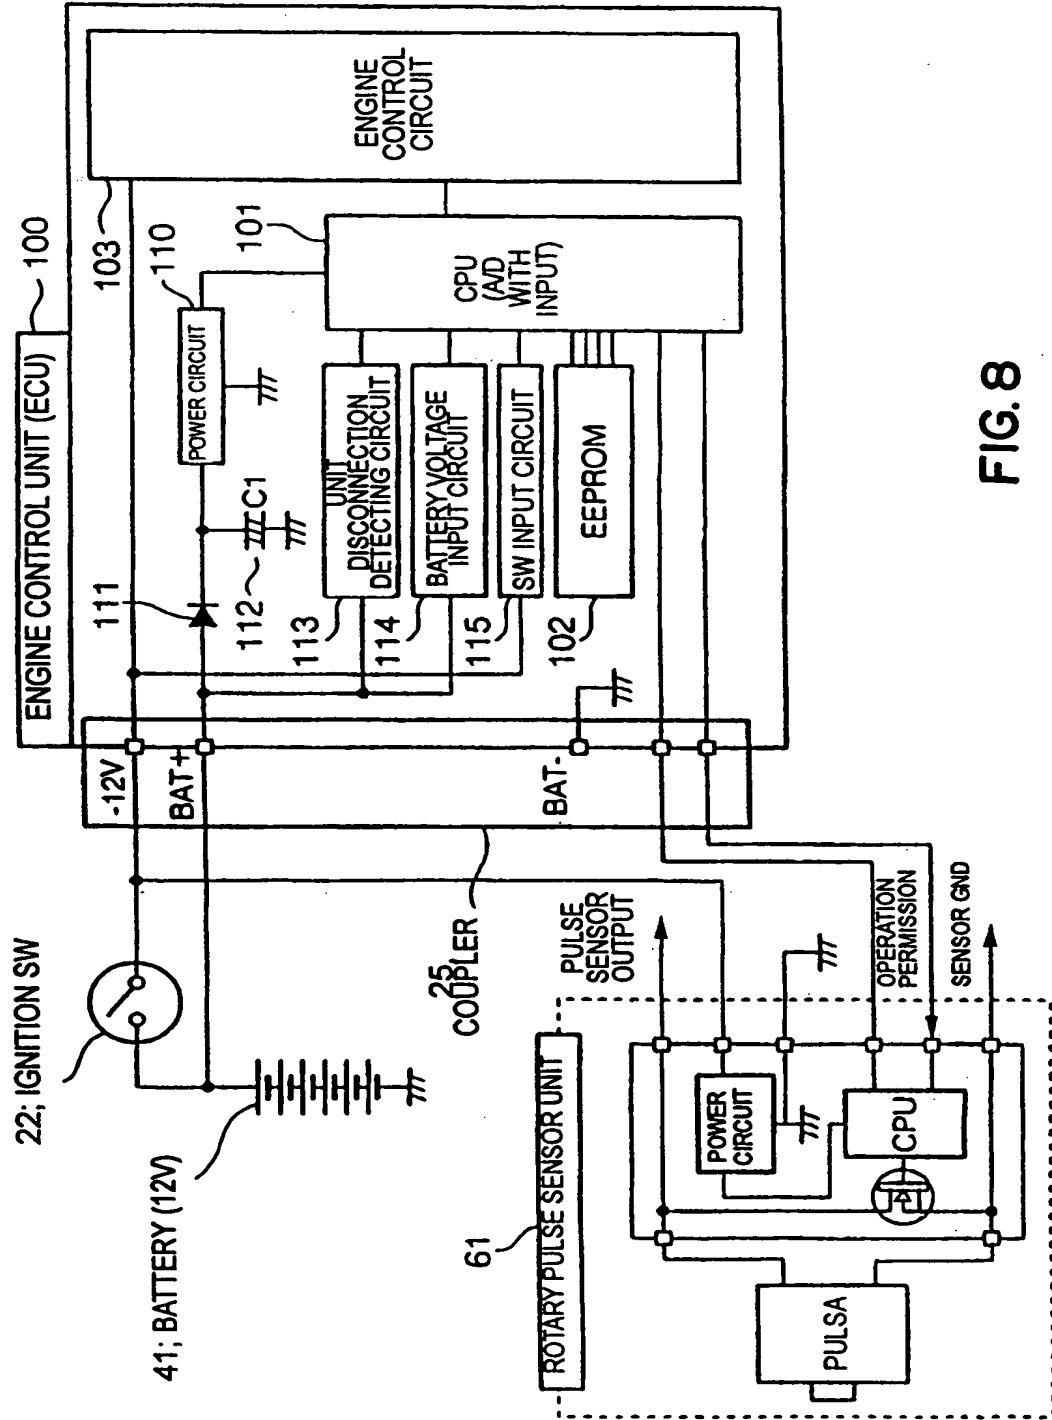 ENGINE CONTROL UNIT (ECU)
100
103
ENGINE
CONTROL
CIRCUIT
110
POWER CIRCUIT
101
CPU
(A/D
WITH
INPUT)
111
112
C1
113
UNIT
DISCONNECTION
DETECTING CIRCUIT
114
BATTERY VOLTAGE
INPUT CIRCUIT
115
SW INPUT CIRCUIT
102
EEPROM
-12V
BAT+
BAT-
25
COUPLER
22; IGNITION SW
41; BATTERY (12V)
PULSE
SENSOR
OUTPUT
OPERATION
PERMISSION
SENSOR GND
61
ROTARY PULSE SENSOR UNIT
POWER
CIRCUIT
CPU
PULSA
FIG. 8